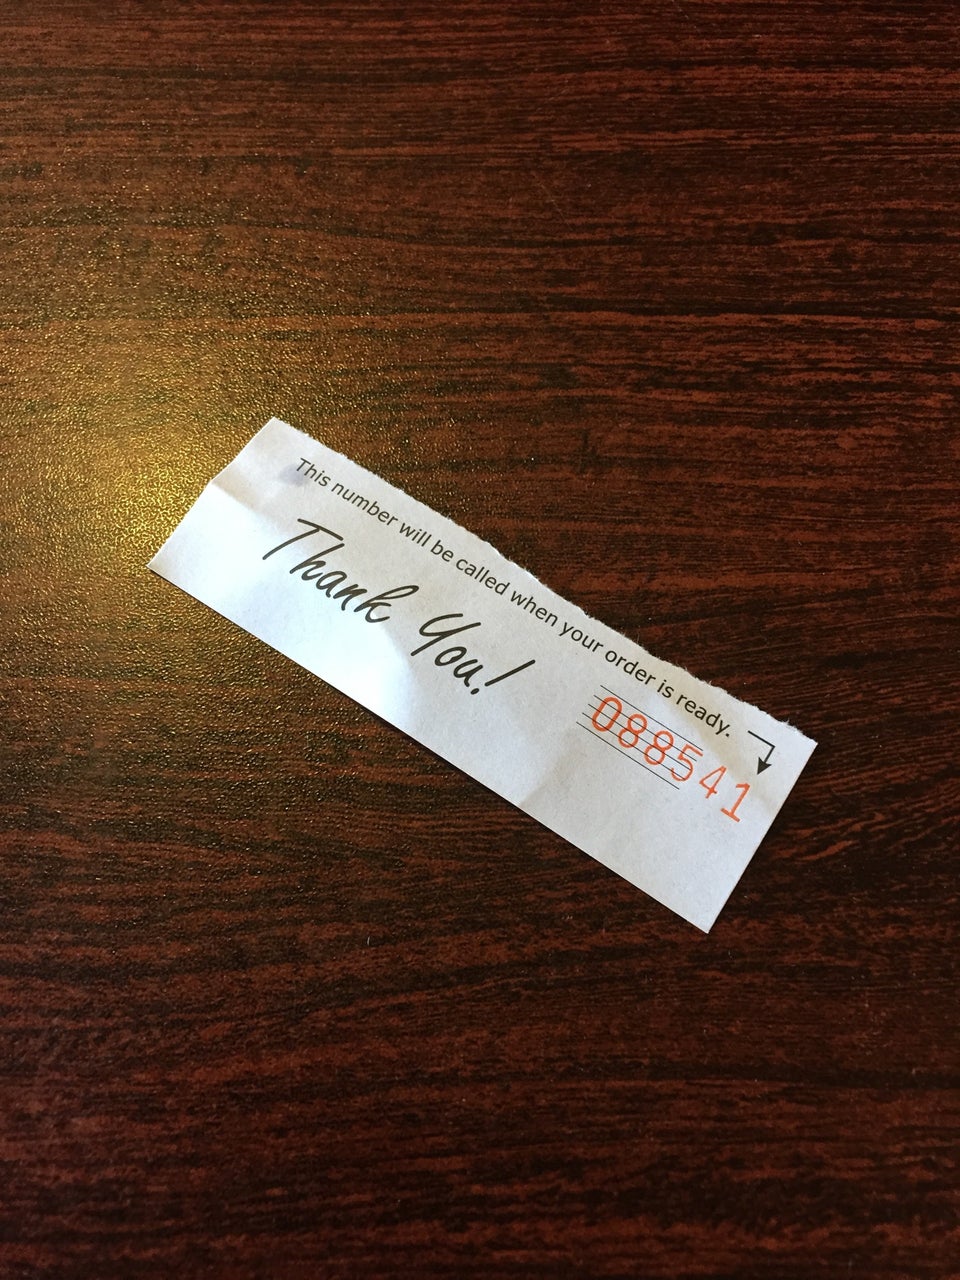 This number will be called when your order is ready.
Thank You!
088541